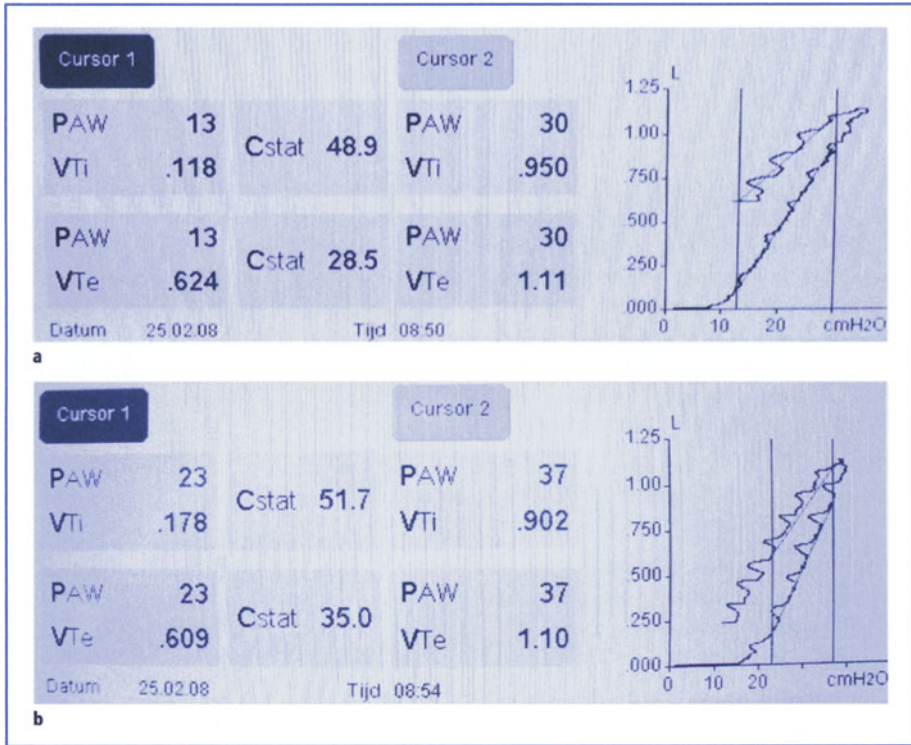 Cursor 1 Cursor 2
PAW 13 Cstat 48.9 PAW 30
VTi .118 VTi .950
PAW 13 Cstat 28.5 PAW 30
VTe .624 VTe 1.11
Datum 25.02.08 Tijd 08:50
L
1.25
1.00
.750
.500
.250
.000
0 10 20 cmH2O
a
Cursor 1 Cursor 2
PAW 23 Cstat 51.7 PAW 37
VTi .178 VTi .902
PAW 23 Cstat 35.0 PAW 37
VTe .609 VTe 1.10
Datum 25.02.08 Tijd 08:54
L
1.25
1.00
.750
.500
.250
.000
0 10 20 cmH2O
b